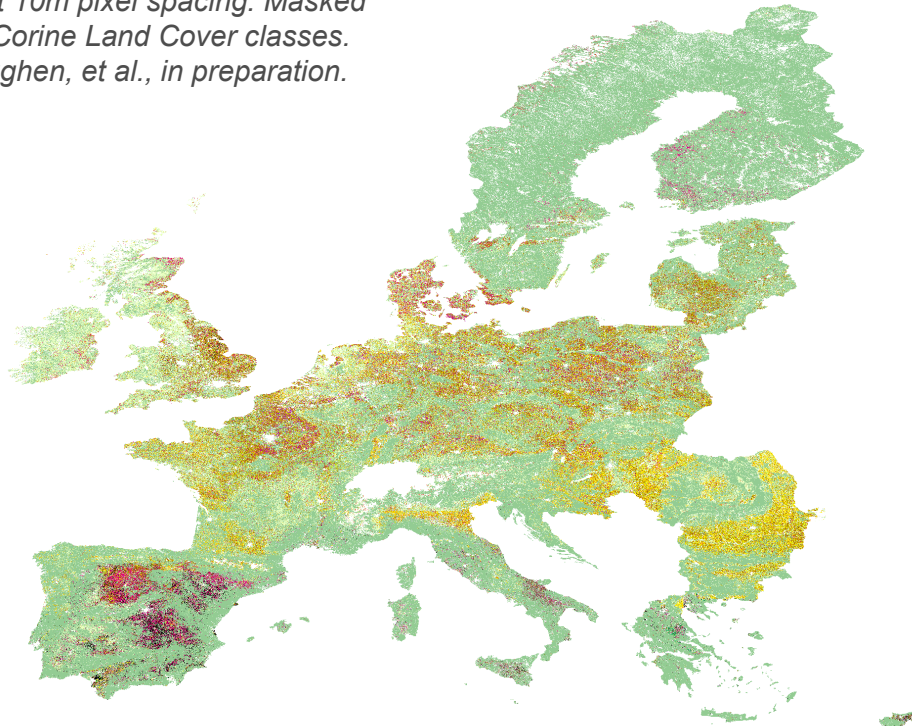 10m pixel spacing. Masked
Corine Land Cover classes.
ghen, et al., in preparation.